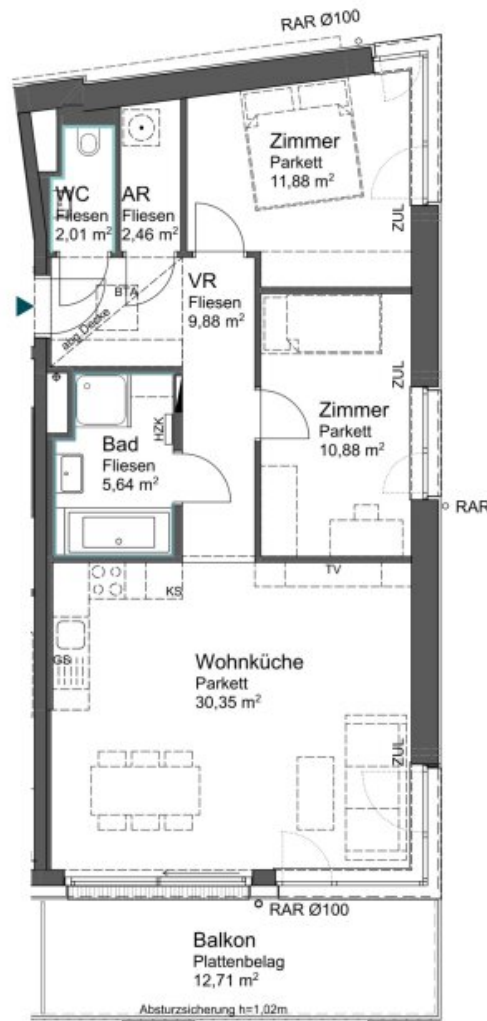 RAR Ø100
Zimmer
Parkett
11,88 m²
WC
Fliesen
2,01 m²
AR
Fliesen
2,46 m²
ZUL
VR
Fliesen
9,88 m²
BTA
abg Decke
ZUL
Zimmer
Parkett
10,88 m²
HZK
Bad
Fliesen
5,64 m²
RAR
TV
KS
GS
Wohnküche
Parkett
30,35 m²
ZUL
RAR Ø100
Balkon
Plattenbelag
12,71 m²
Absturzsicherung h=1,02m